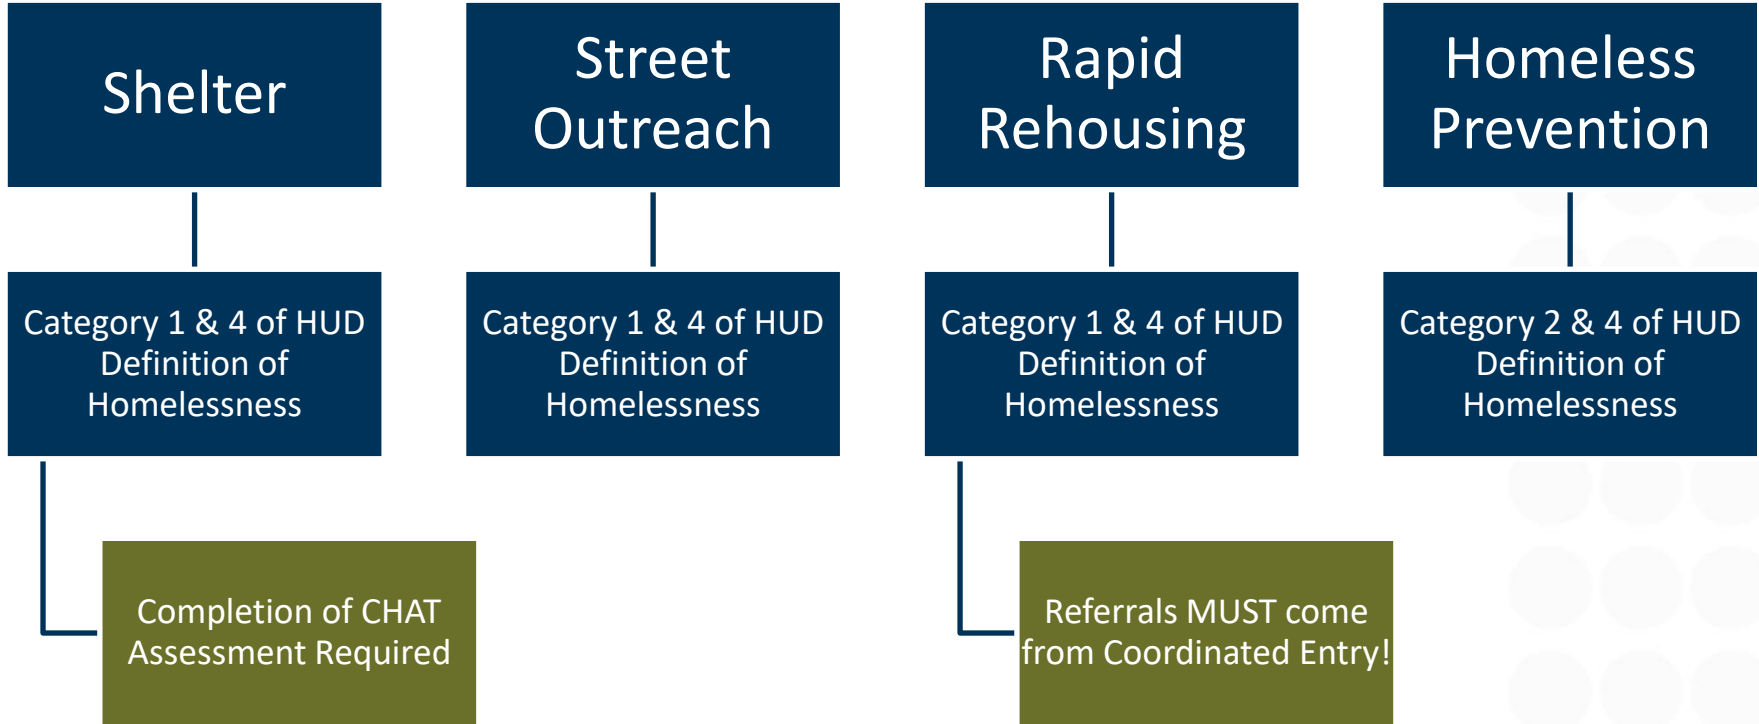 Shelter
Street
Outreach
Rapid
Rehousing
Homeless
Prevention
Category 1 & 4 of HUD
Definition of
Homelessness
Category 1 & 4 of HUD
Definition of
Homelessness
Category 1 & 4 of HUD
Definition of
Homelessness
Category 2 & 4 of HUD
Definition of
Homelessness
Completion of CHAT
Assessment Required
Referrals MUST come
from Coordinated Entry!